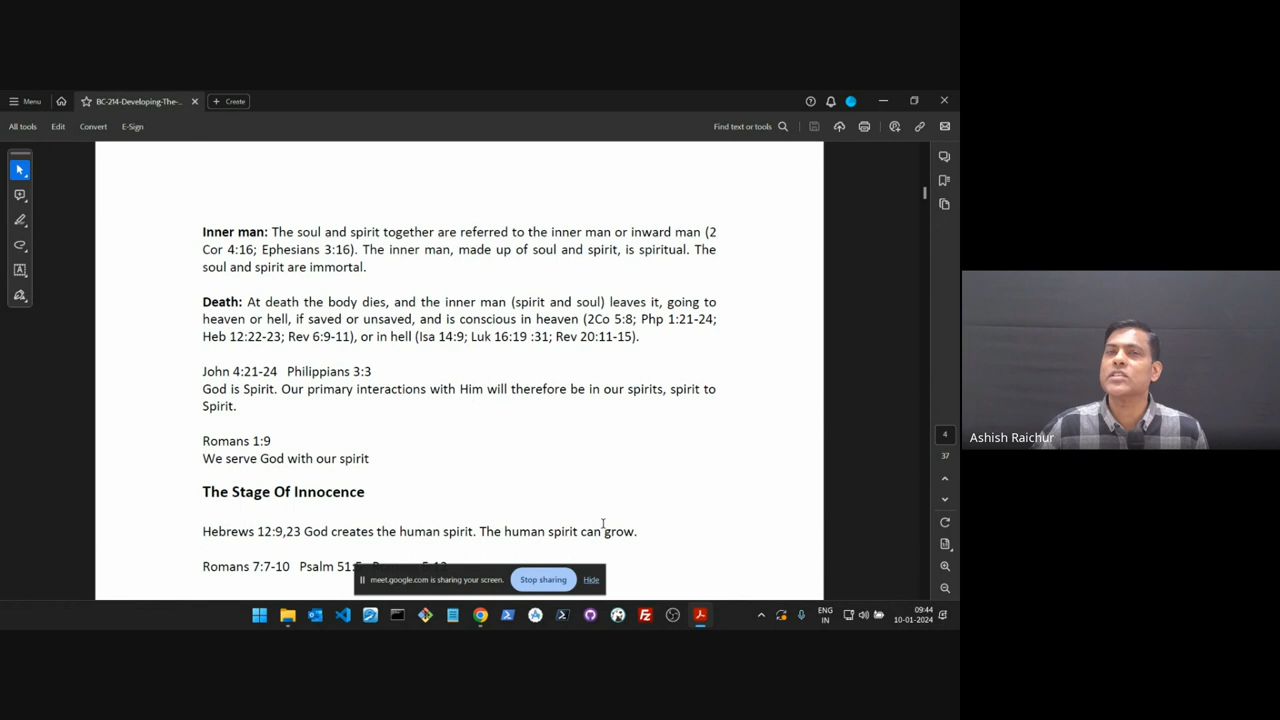 Menu
BC-214-Developing-The-...
Create
All tools
Edit
Convert
E-Sign
Find text or tools
Inner man: The soul and spirit together are referred to the inner man or inward man (2
Cor 4:16; Ephesians 3:16). The inner man, made up of soul and spirit, is spiritual. The
soul and spirit are immortal.
Death: At death the body dies, and the inner man (spirit and soul) leaves it, going to
heaven or hell, if saved or unsaved, and is conscious in heaven (2Co 5:8; Php 1:21-24;
Heb 12:22-23; Rev 6:9-11), or in hell (Isa 14:9; Luk 16:19 :31; Rev 20:11-15).
John 4:21-24 Philippians 3:3
God is Spirit. Our primary interactions with Him will therefore be in our spirits, spirit to
Spirit.
Romans 1:9
We serve God with our spirit
The Stage Of Innocence
Hebrews 12:9,23 God creates the human spirit. The human spirit can grow.
Romans 7:7-10 Psalm 51:5
meet.google.com is sharing your screen.
Stop sharing
Hide
4
37
Ashish Raichur
ENG
IN
09:44
10-01-2024